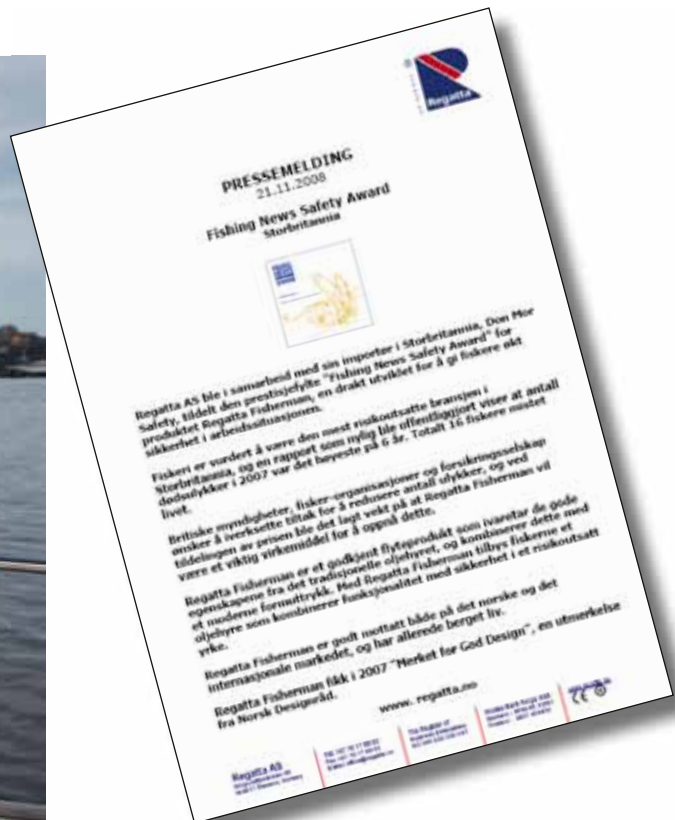 Regatta
PRESSEMELDING
21.11.2008
Fishing News Safety Award
Storbritannia
Regatta AS ble i samarbeid med sin importør i Storbritannia, Don Mor
Safety, tildelt den prestisjefylte "Fishing News Safety Award" for
produktet Regatta Fisherman, en drakt utviklet for å gi fiskere økt
sikkerhet i arbeidssituasjonen.
Fiskeri er vurdert å være den mest risikoutsatte bransjen i
Storbritannia, og en rapport som nylig ble offentliggjort viser at antall
dødsulykker i 2007 var det høyeste på 6 år. Totalt 16 fiskere mistet
livet.
Britiske myndigheter, fisker-organisasjoner og forsikringsselskap
ønsker å iverksette tiltak for å redusere antall ulykker, og ved
tildelingen av prisen ble det lagt vekt på at Regatta Fisherman vil
være et viktig virkemiddel for å oppnå dette.
Regatta Fisherman er et godkjent flyteprodukt som ivaretar de gode
egenskapene fra det tradisjonelle oljehyret, og kombinerer dette med
et moderne formuttrykk. Med Regatta Fisherman tilbys fiskerne et
oljehyre som kombinerer funksjonalitet med sikkerhet i et risikoutsatt
yrke.
Regatta Fisherman er godt mottatt både på det norske og det
internasjonale markedet, og har allerede berget liv.
Regatta Fisherman fikk i 2007 "Merket for God Design", en utmerkelse
fra Norsk Designråd.
www. regatta.no
Regatta AS